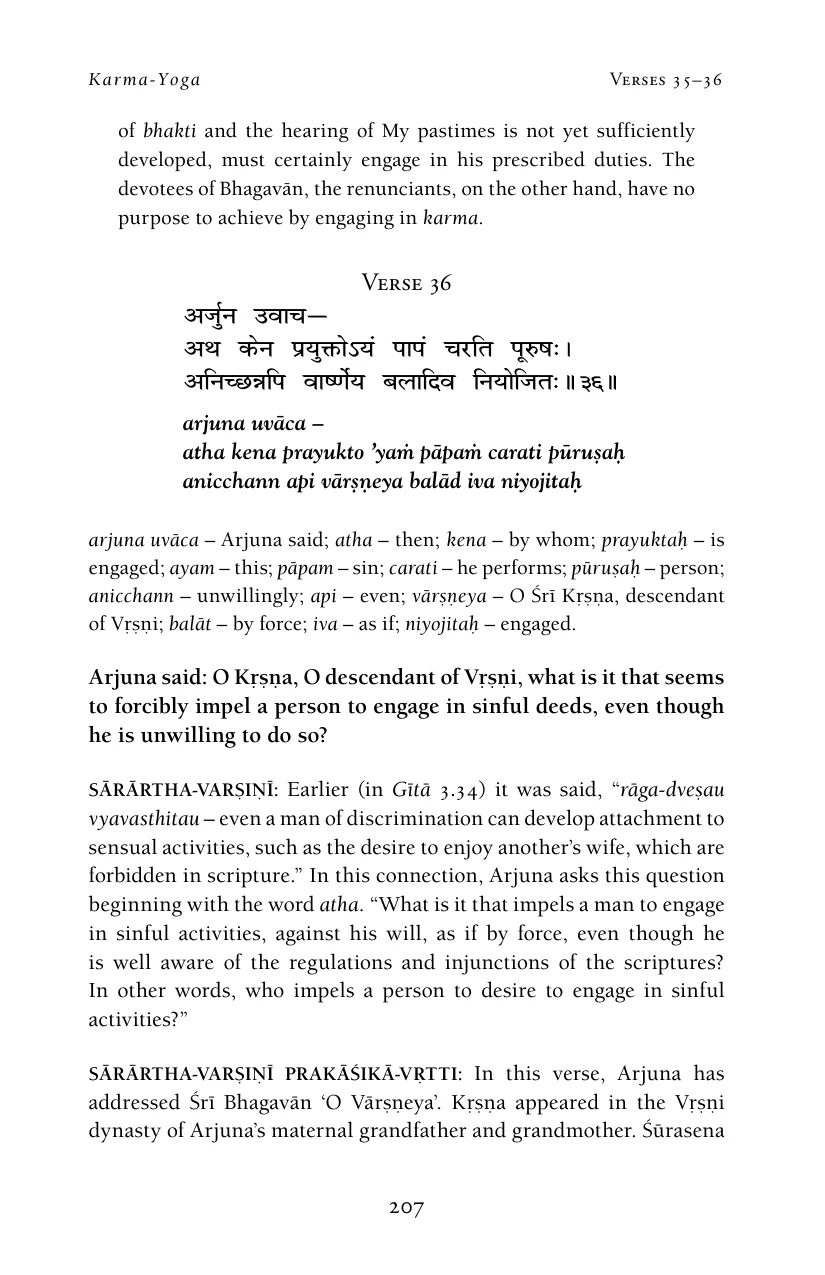 Karma-Yoga Verses 35–36
of bhakti and the hearing of My pastimes is not yet sufficiently
developed, must certainly engage in his prescribed duties. The
devotees of Bhagavān, the renunciants, on the other hand, have no
purpose to achieve by engaging in karma.
Verse 36
अर्जुन उवाच—
अथ केन प्रयुक्तोऽयं पापं चरति पूरुषः।
अनिच्छन्नपि वार्ष्णेय बलादिव नियोजितः॥३६॥
arjuna uvāca –
atha kena prayukto ’yaṁ pāpaṁ carati pūruṣaḥ
anicchann api vārṣṇeya balād iva niyojitaḥ
arjuna uvāca – Arjuna said; atha – then; kena – by whom; prayuktaḥ – is
engaged; ayam – this; pāpam – sin; carati – he performs; pūruṣaḥ – person;
anicchann – unwillingly; api – even; vārṣṇeya – O Śrī Kṛṣṇa, descendant
of Vṛṣṇi; balāt – by force; iva – as if; niyojitaḥ – engaged.
Arjuna said: O Kṛṣṇa, O descendant of Vṛṣṇi, what is it that seems
to forcibly impel a person to engage in sinful deeds, even though
he is unwilling to do so?
SĀRĀRTHA-VARṢIṆĪ: Earlier (in Gītā 3.34) it was said, “rāga-dveṣau
vyavasthitau – even a man of discrimination can develop attachment to
sensual activities, such as the desire to enjoy another’s wife, which are
forbidden in scripture.” In this connection, Arjuna asks this question
beginning with the word atha. “What is it that impels a man to engage
in sinful activities, against his will, as if by force, even though he
is well aware of the regulations and injunctions of the scriptures?
In other words, who impels a person to desire to engage in sinful
activities?”
SĀRĀRTHA-VARṢIṆĪ PRAKĀŚIKĀ-VṚTTI: In this verse, Arjuna has
addressed Śrī Bhagavān ‘O Vārṣṇeya’. Kṛṣṇa appeared in the Vṛṣṇi
dynasty of Arjuna’s maternal grandfather and grandmother. Śūrasena
207